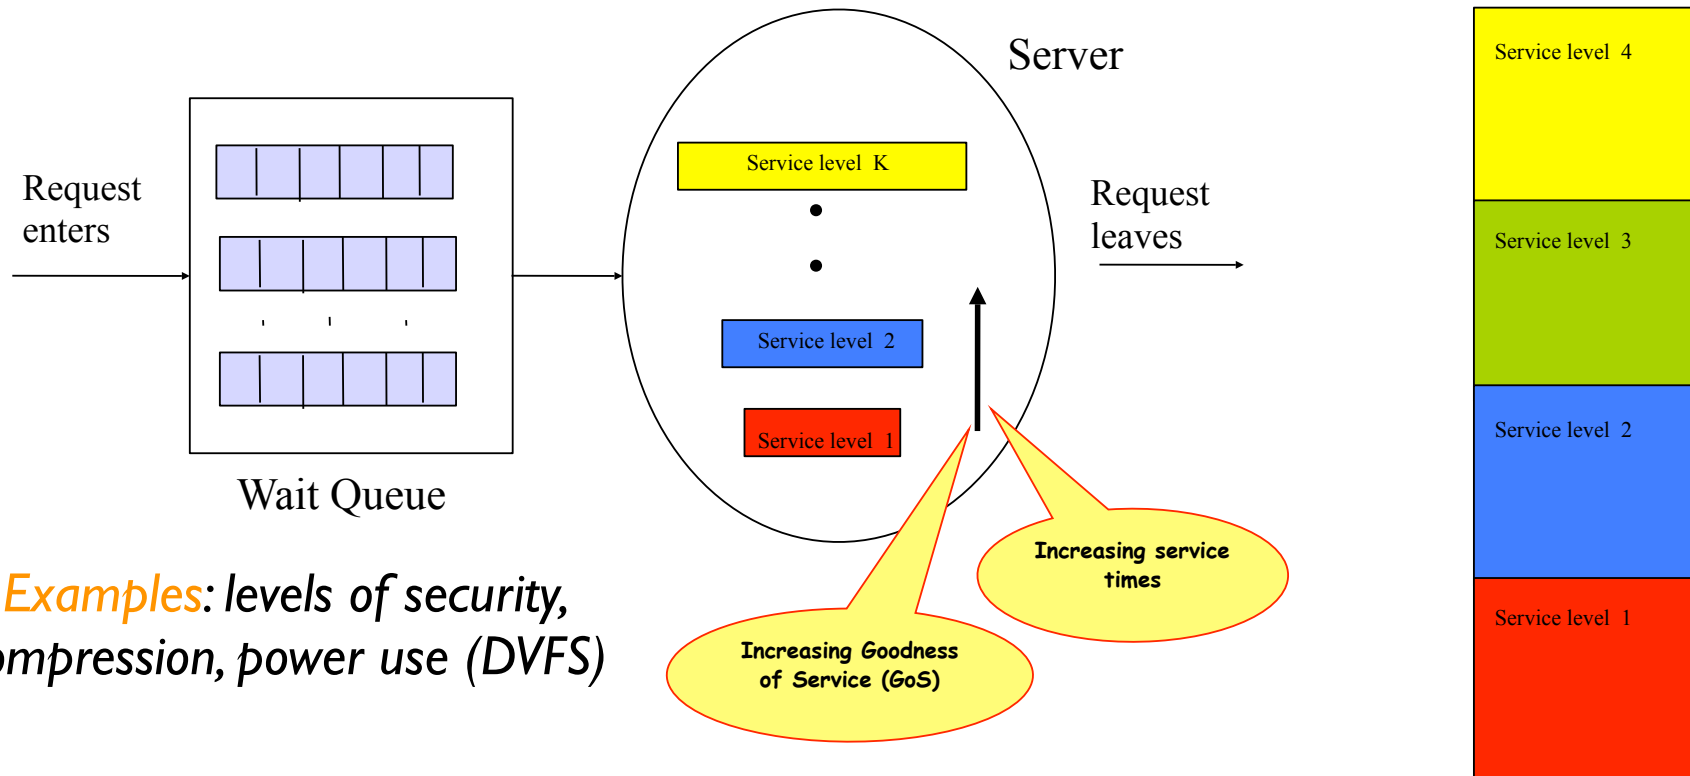 Request
enters
Wait Queue
Server
Service level K
Service level 2
Service level 1
Request
leaves
Increasing service
times
Increasing Goodness
of Service (GoS)
Examples: levels of security,
ompression, power use (DVFS)
Service level 4
Service level 3
Service level 2
Service level 1